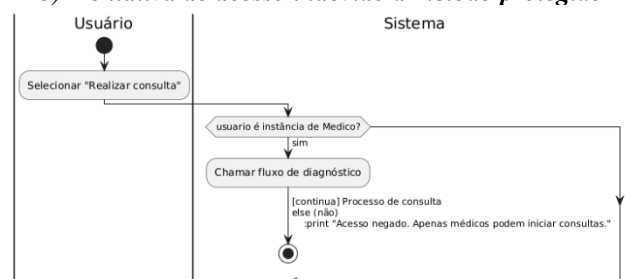 Usuário
Sistema
Selecionar "Realizar consulta"
usuario é instância de Medico?
sim
Chamar fluxo de diagnóstico
[continua] Processo de consulta
else (não)
:print "Acesso negado. Apenas médicos podem iniciar consultas."